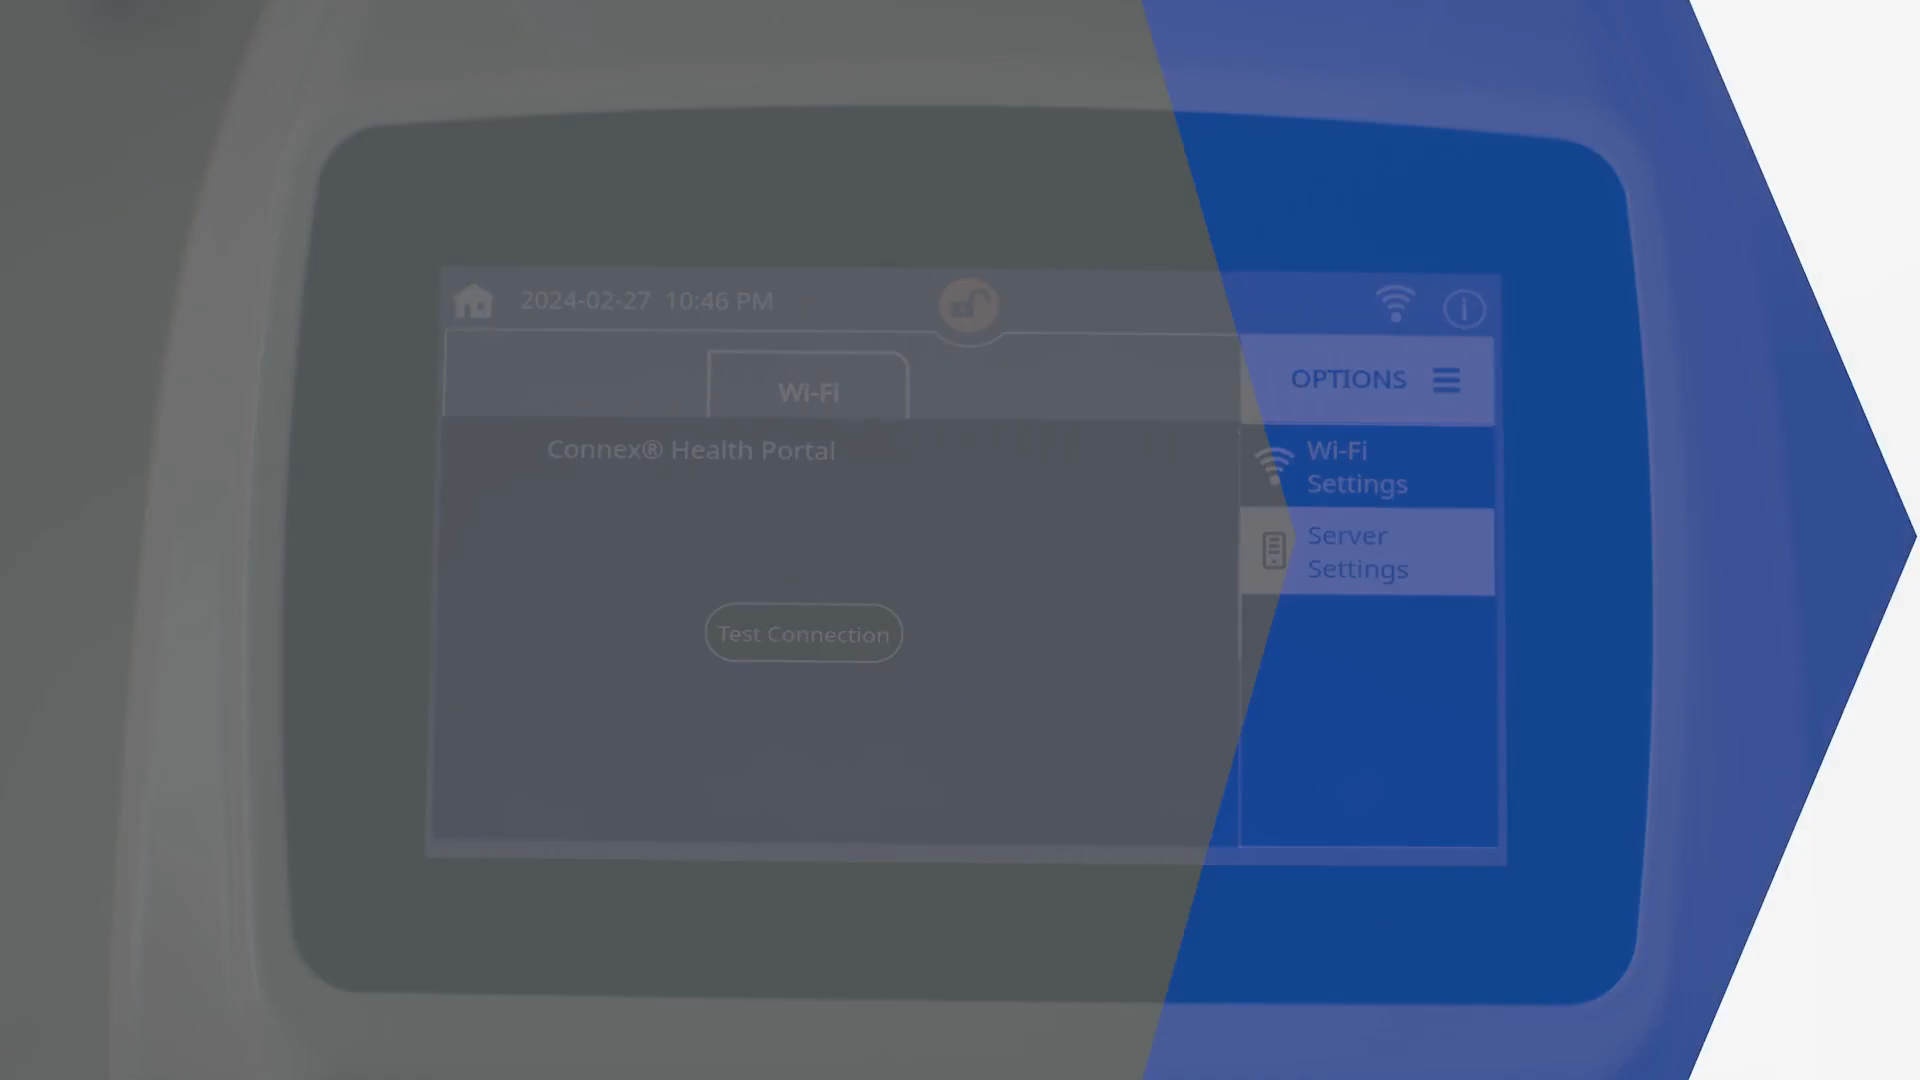 2024-02-27 10:46 PM
Wi-Fi
OPTIONS
Connex® Health Portal
Wi-Fi
Settings
Server
Settings
Test Connection